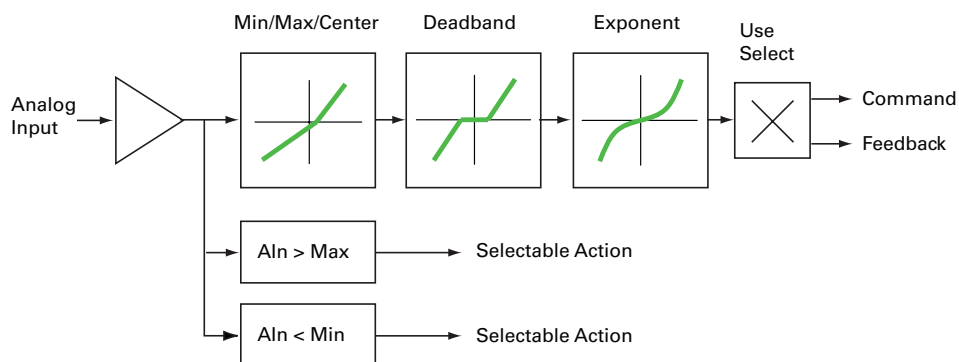 Min/Max/Center
Deadband
Exponent
Use
Select
Analog
Input
Command
Feedback
AIn > Max
Selectable Action
AIn < Min
Selectable Action